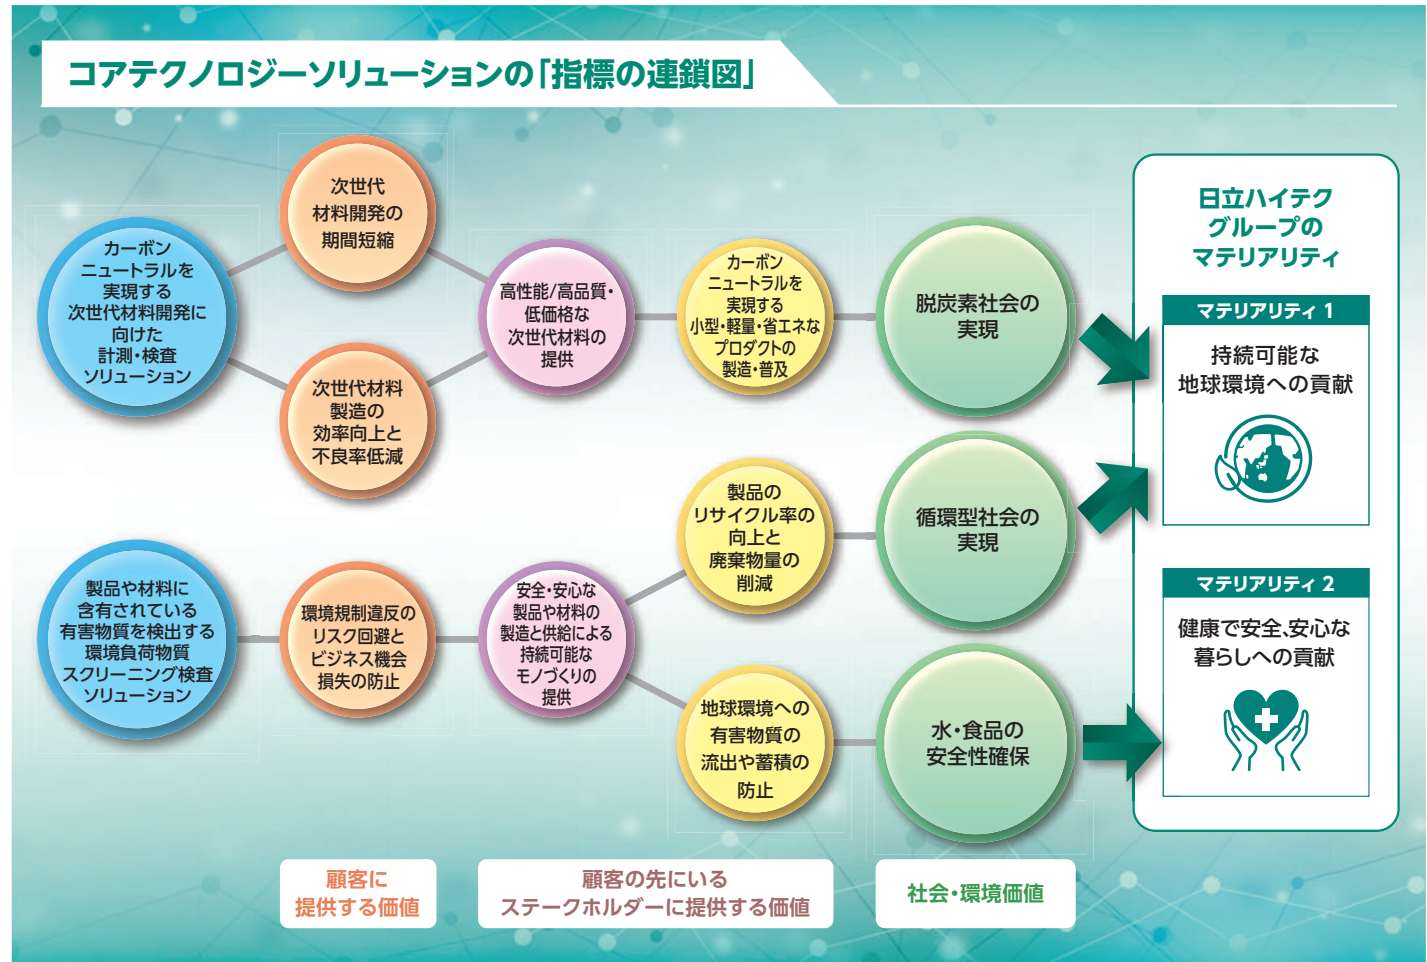 コアテクノロジーソリューションの「指標の連鎖図」
カーボン
ニュートラルを
実現する
次世代材料開発に
向けた
計測・検査
ソリューション
次世代
材料開発の
期間短縮
次世代材料
製造の
効率向上と
不良率低減
高性能/高品質・
低価格な
次世代材料の
提供
カーボン
ニュートラルを
実現する
小型・軽量・省エネな
プロダクトの
製造・普及
脱炭素社会の
実現
製品や材料に
含有されている
有害物質を検出する
環境負荷物質
スクリーニング検査
ソリューション
環境規制違反の
リスク回避と
ビジネス機会
損失の防止
安全・安心な
製品や材料の
製造と供給による
持続可能な
モノづくりの
提供
製品の
リサイクル率の
向上と
廃棄物量の
削減
循環型社会の
実現
地球環境への
有害物質の
流出や蓄積の
防止
水・食品の
安全性確保
日立ハイテク
グループの
マテリアリティ
マテリアリティ 1
持続可能な
地球環境への貢献
マテリアリティ 2
健康で安全、安心な
暮らしへの貢献
顧客に
提供する価値
顧客の先にいる
ステークホルダーに提供する価値
社会・環境価値